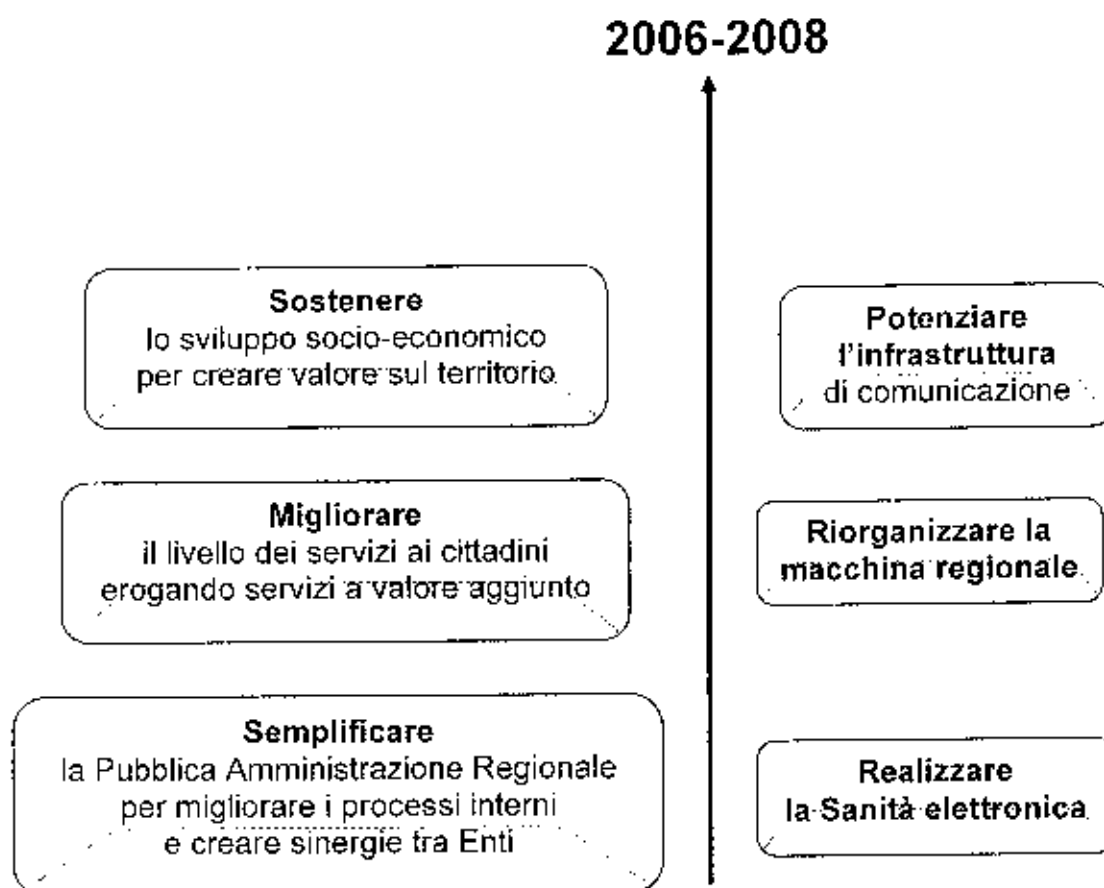 2006-2008
Sostenere
lo sviluppo socio-economico
per creare valore sul territorio
Potenziare
l'infrastruttura
di comunicazione
Migliorare
il livello dei servizi ai cittadini
erogando servizi a valore aggiunto
Riorganizzare la
macchina regionale
Semplificare
la Pubblica Amministrazione Regionale
per migliorare i processi interni
e creare sinergie tra Enti
Realizzare
la Sanità elettronica